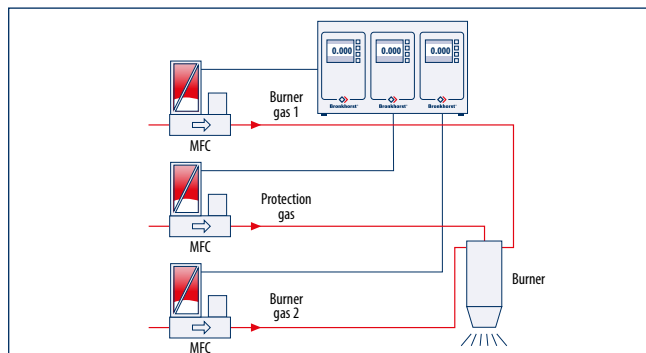 0.000
0.000
0.000
Bronkhorst®
Bronkhorst®
Bronkhorst®
Burner
gas 1
MFC
Protection
gas
MFC
Burner
Burner
gas 2
MFC